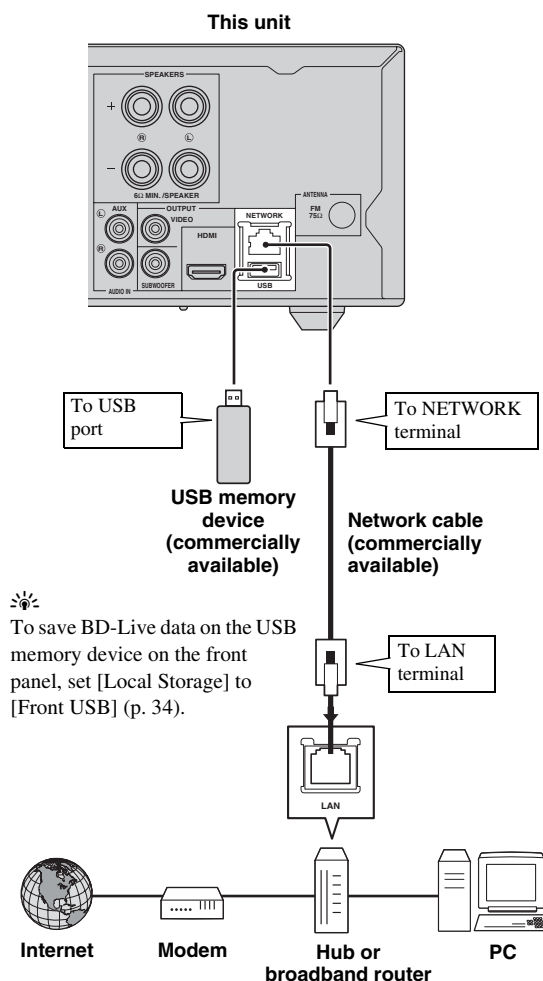 This unit
SPEAKERS
+
R
L
–
6Ω MIN. /SPEAKER
AUX
L
R
AUDIO IN
OUTPUT
VIDEO
SUBWOOFER
HDMI
NETWORK
USB
ANTENNA
FM
75Ω
To USB
port
To NETWORK
terminal
USB memory
device
(commercially
available)
Network cable
(commercially
available)
To save BD-Live data on the USB
memory device on the front
panel, set [Local Storage] to
[Front USB] (p. 34).
To LAN
terminal
LAN
Internet
Modem
Hub or
broadband router
PC